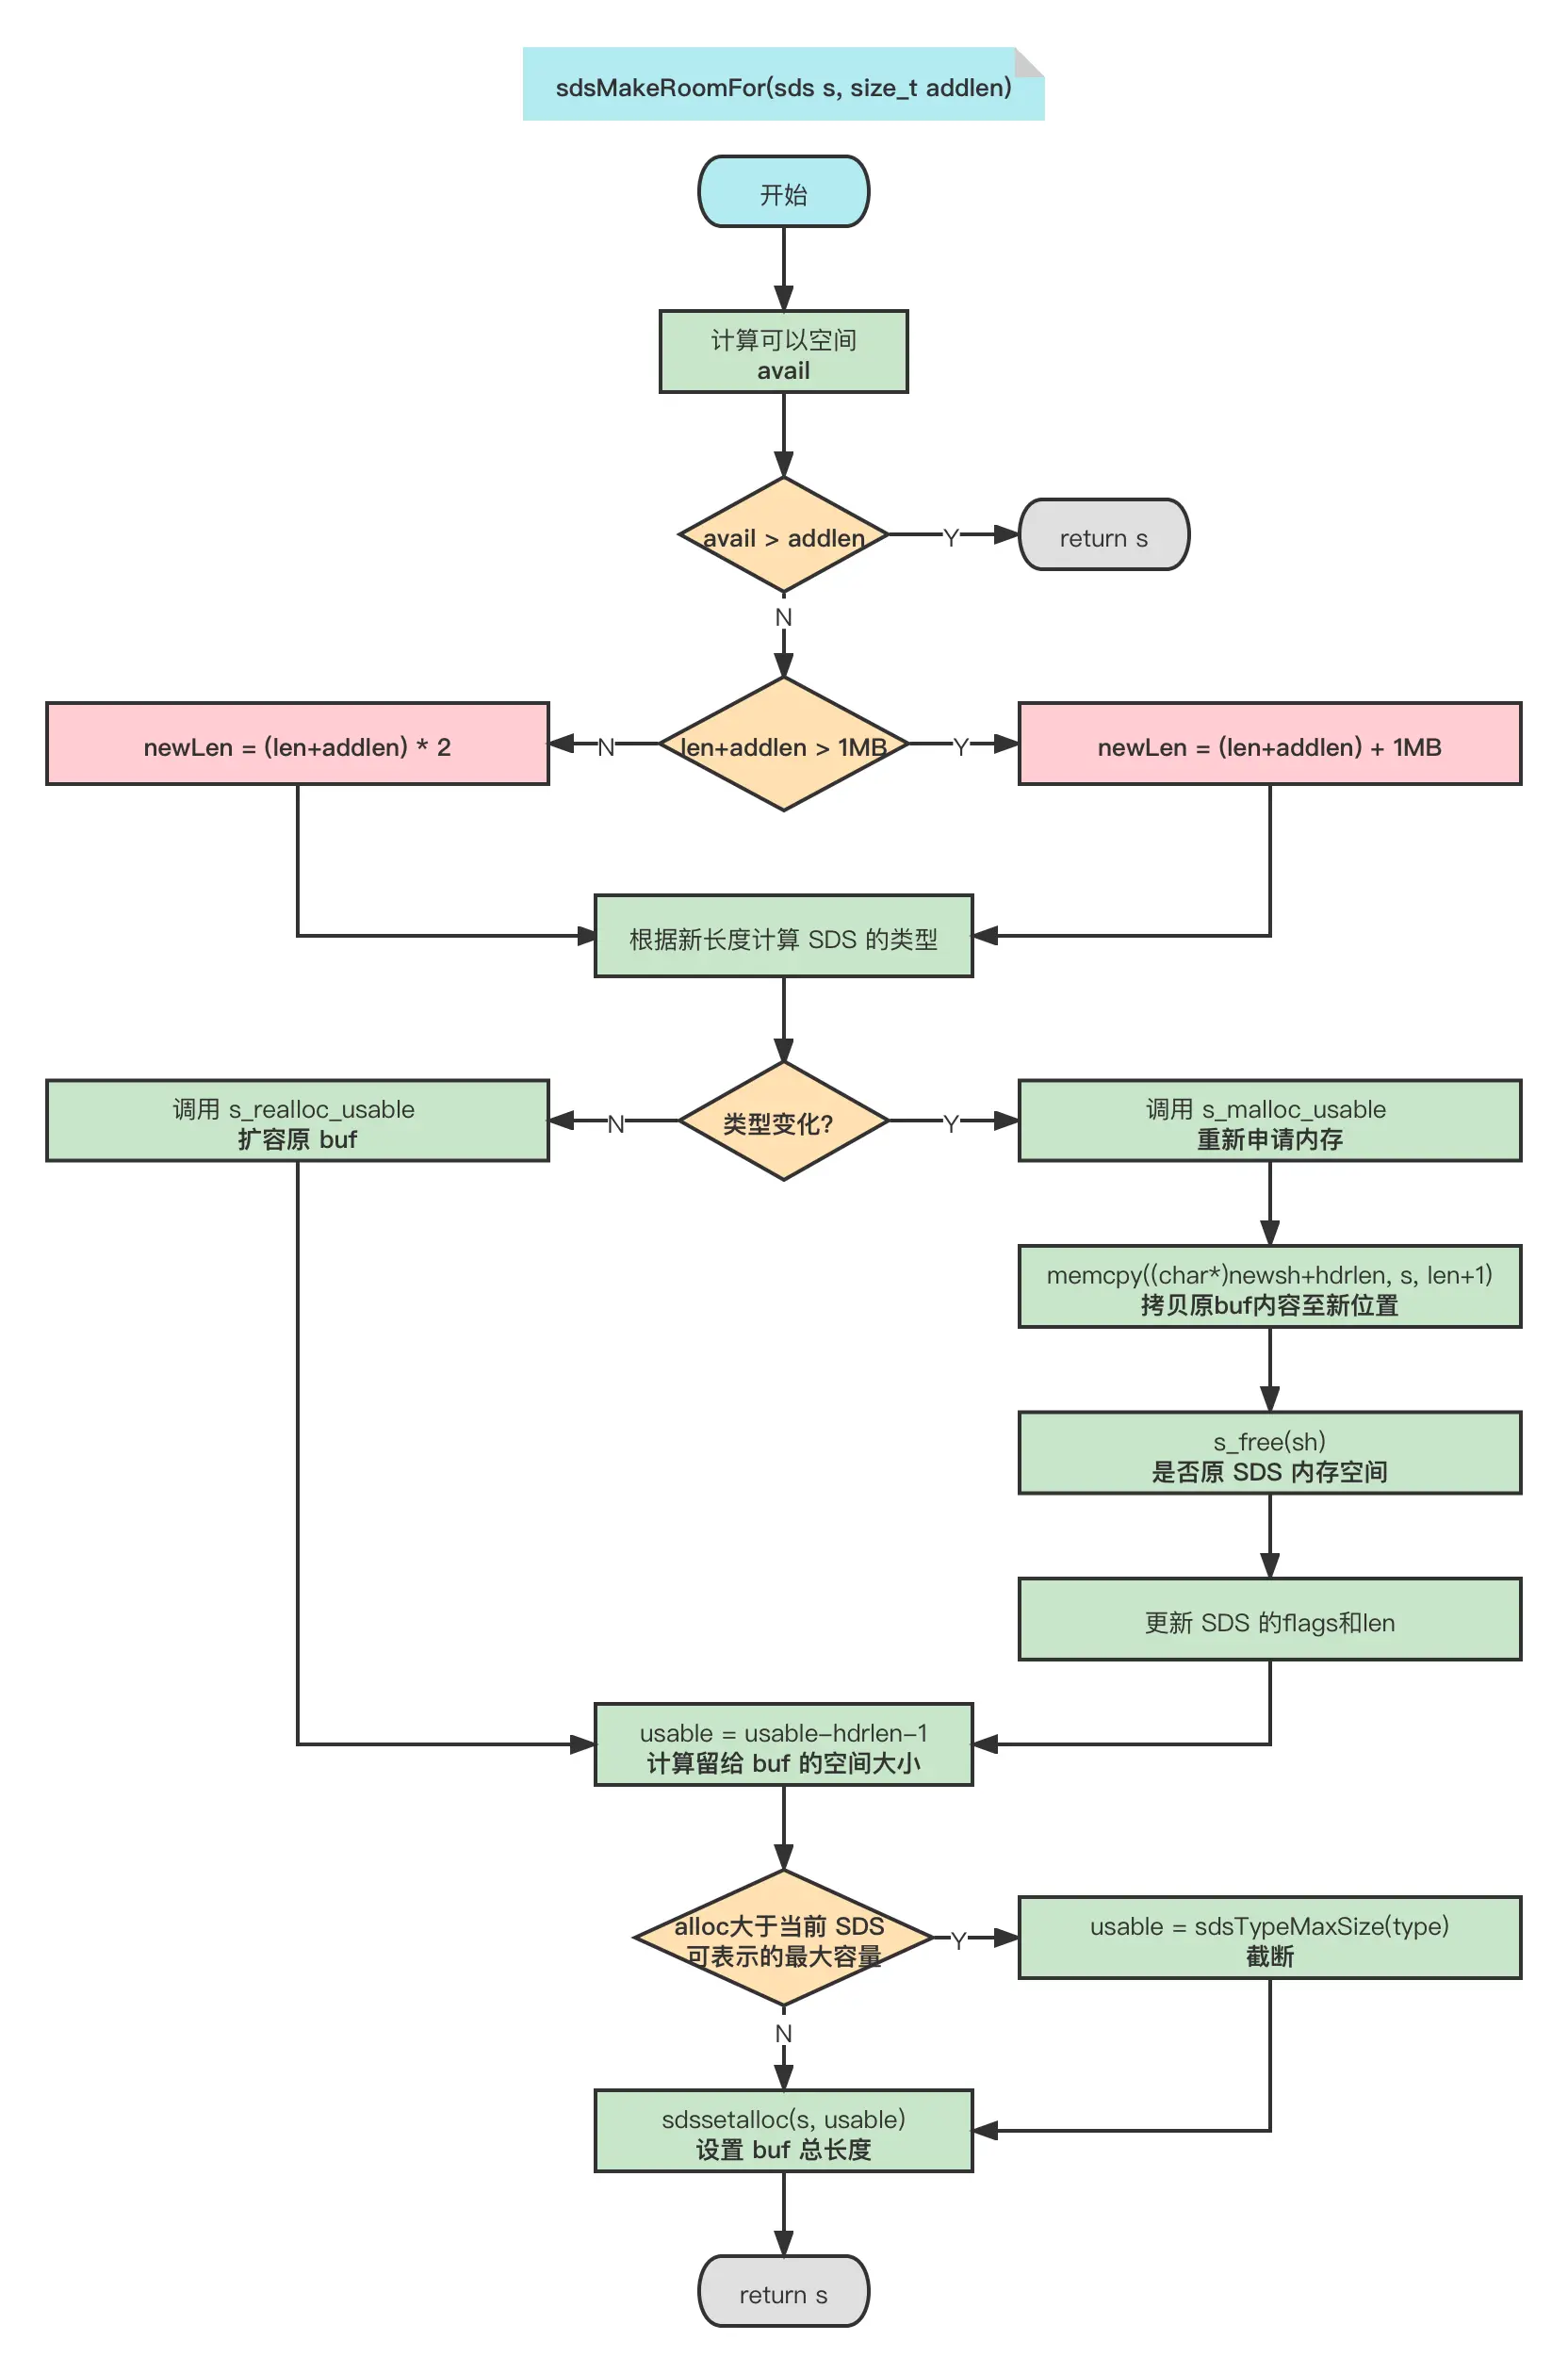 sdsMakeRoomFor(sds s, size_t addlen)
开始
计算可以空间
avail
avail > addlen
Y
return s
N
newLen = (len+addlen) * 2
N
len+addlen > 1MB
Y
newLen = (len+addlen) + 1MB
根据新长度计算 SDS 的类型
调用 s_realloc_usable
扩容原 buf
N
类型变化?
Y
调用 s_malloc_usable
重新申请内存
memcpy((char*)newsh+hdrlen, s, len+1)
拷贝原buf内容至新位置
s_free(sh)
是否原 SDS 内存空间
更新 SDS 的flags和len
usable = usable-hdrlen-1
计算留给 buf 的空间大小
alloc大于当前 SDS
可表示的最大容量
Y
usable = sdsTypeMaxSize(type)
截断
N
sdssetalloc(s, usable)
设置 buf 总长度
return s